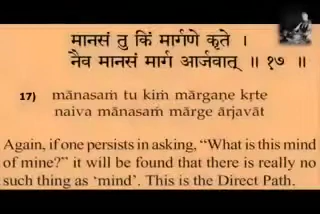 मानसं तु किं मार्गणे कृते ।
नैव मानसं मार्ग आर्जवात् ॥ १७ ॥
17) mānasaṁ tu kiṁ mārgaṇe kṛte
naiva mānasaṁ mārge ārjavāt
Again, if one persists in asking, “What is this mind
of mine?” it will be found that there is really no
such thing as ‘mind’. This is the Direct Path.